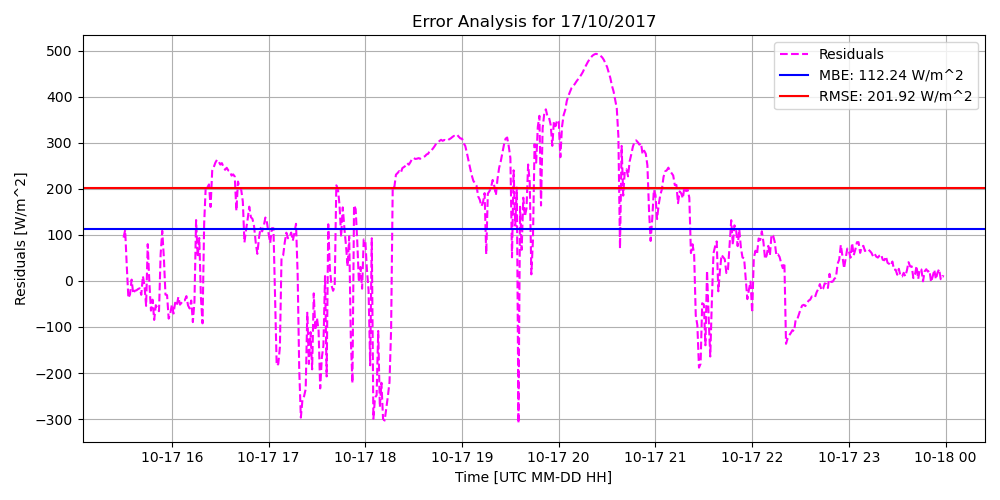 Error Analysis for 17/10/2017
Residuals
MBE: 112.24 W/m^2
RMSE: 201.92 W/m^2
Residuals [W/m^2]
500
400
300
200
100
0
−100
−200
−300
10-17 16 10-17 17 10-17 18 10-17 19 10-17 20 10-17 21 10-17 22 10-17 23 10-18 00
Time [UTC MM-DD HH]